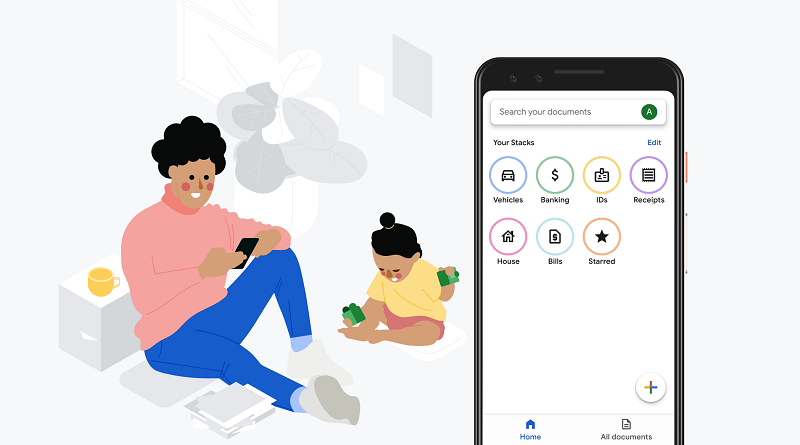 Search your documents
A
Your Stacks
Edit
Vehicles
Banking
IDs
Receipts
House
Bills
Starred
Home
All documents